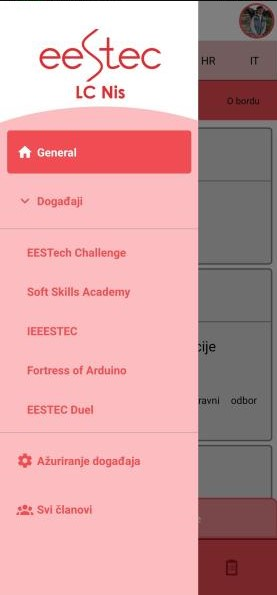 eestec
LC Nis
HR IT
O bordu
General
Događaji
EESTech Challenge
Soft Skills Academy
IEEESTEC
cije
Fortress of Arduino
ravni odbor
EESTEC Duel
Ažuriranje događaja
Svi članovi